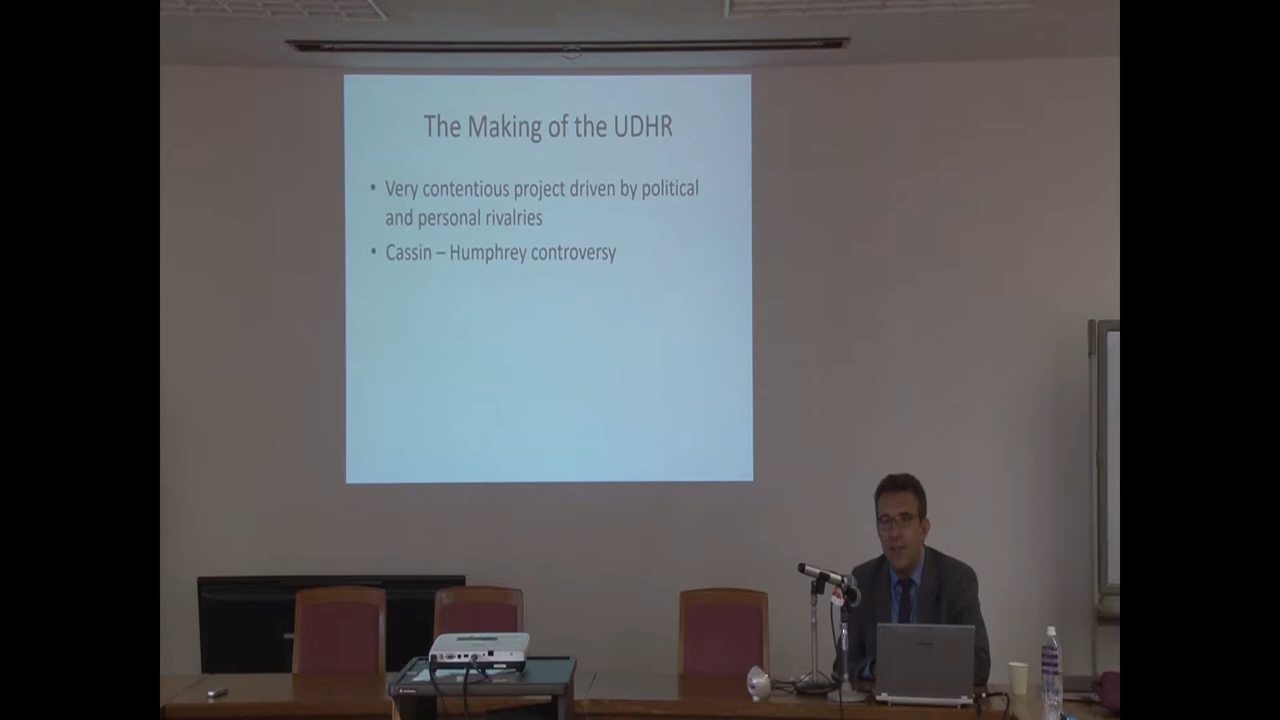 The Making of the UDHR
• Very contentious project driven by political
and personal rivalries
• Cassin – Humphrey controversy